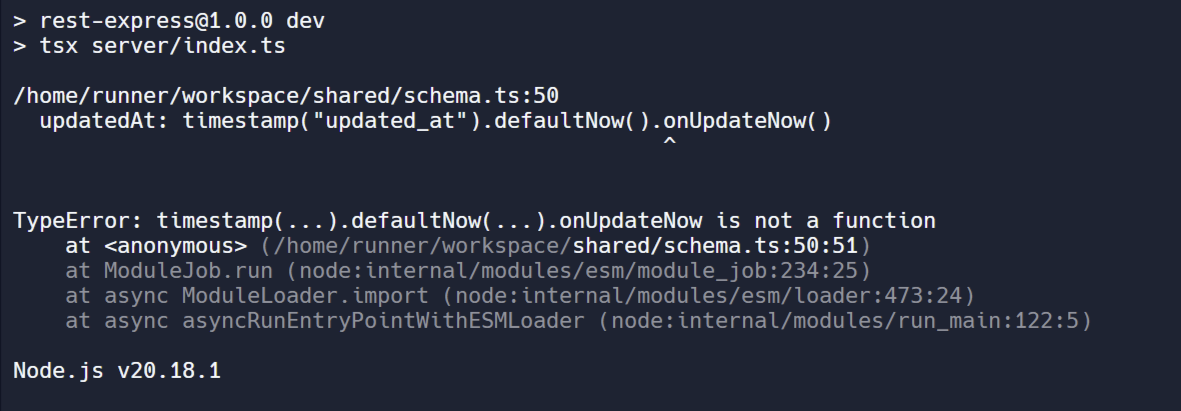 > rest-express@1.0.0 dev
> tsx server/index.ts
/home/runner/workspace/shared/schema.ts:50
updatedAt: timestamp("updated_at").defaultNow().onUpdateNow()
^
TypeError: timestamp(...).defaultNow(...).onUpdateNow is not a function
at <anonymous> (/home/runner/workspace/shared/schema.ts:50:51)
at ModuleJob.run (node:internal/modules/esm/module_job:234:25)
at async ModuleLoader.import (node:internal/modules/esm/loader:473:24)
at async asyncRunEntryPointWithESMLoader (node:internal/modules/run_main:122:5)
Node.js v20.18.1